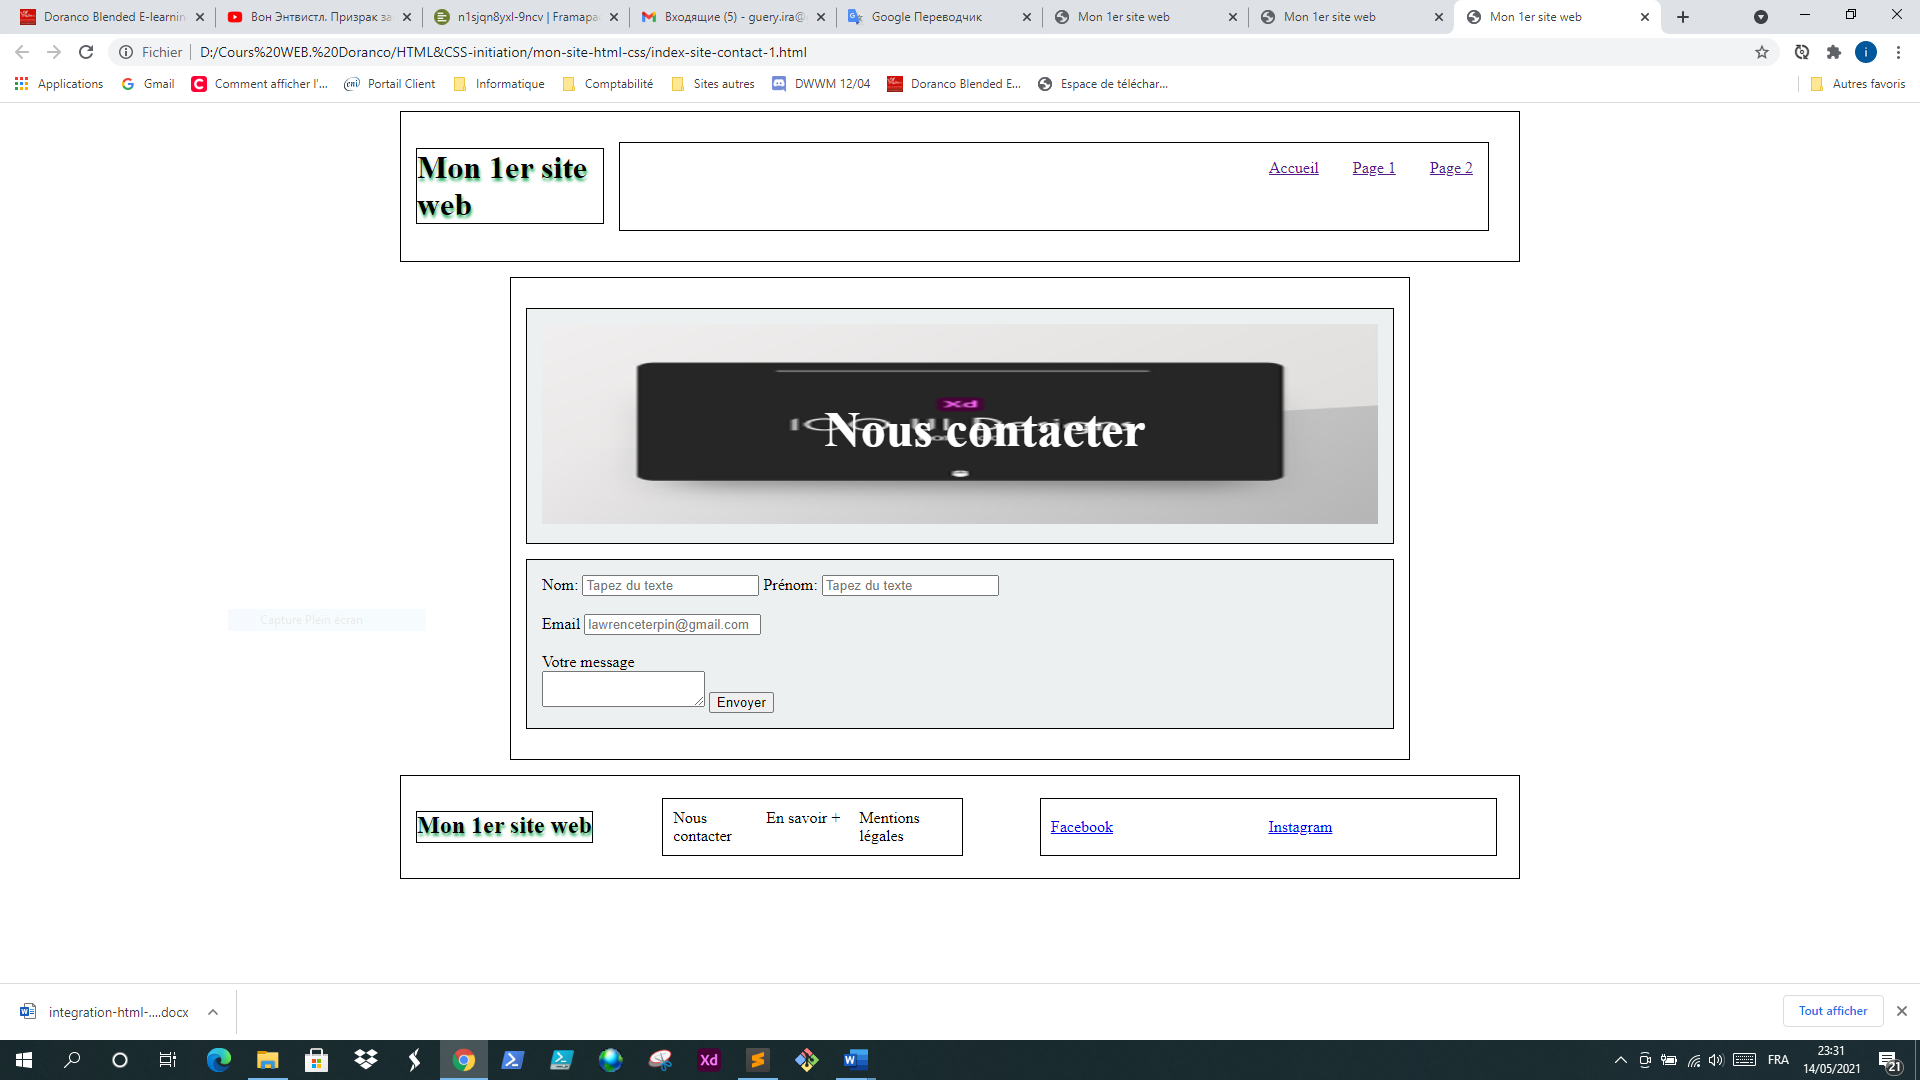 Doranco Blended E-learnin
Вон Энтвистл. Призрак за
n1sjqn8yxl-9ncv | Framapa
Входящие (5) - guery.ira@
Google Переводчик
Mon 1er site web
Mon 1er site web
Mon 1er site web
Fichier
D:/Cours%20WEB.%20Doranco/HTML&CSS-initiation/mon-site-html-css/index-site-contact-1.html
i
Applications
Gmail
Comment afficher l'...
Portail Client
Informatique
Comptabilité
Sites autres
DWWM 12/04
Doranco Blended E...
Espace de téléchar...
Autres favoris
Mon 1er site
web
Accueil
Page 1
Page 2
Xd
Nous contacter
Nom:
Tapez du texte
Prénom:
Tapez du texte
Capture Plein écran
Email
lawrenceterpin@gmail.com
Votre message
Envoyer
Mon 1er site web
Nous
contacter
En savoir +
Mentions
légales
Facebook
Instagram
integration-html-....docx
Tout afficher
Xd
FRA
23:31
14/05/2021
21